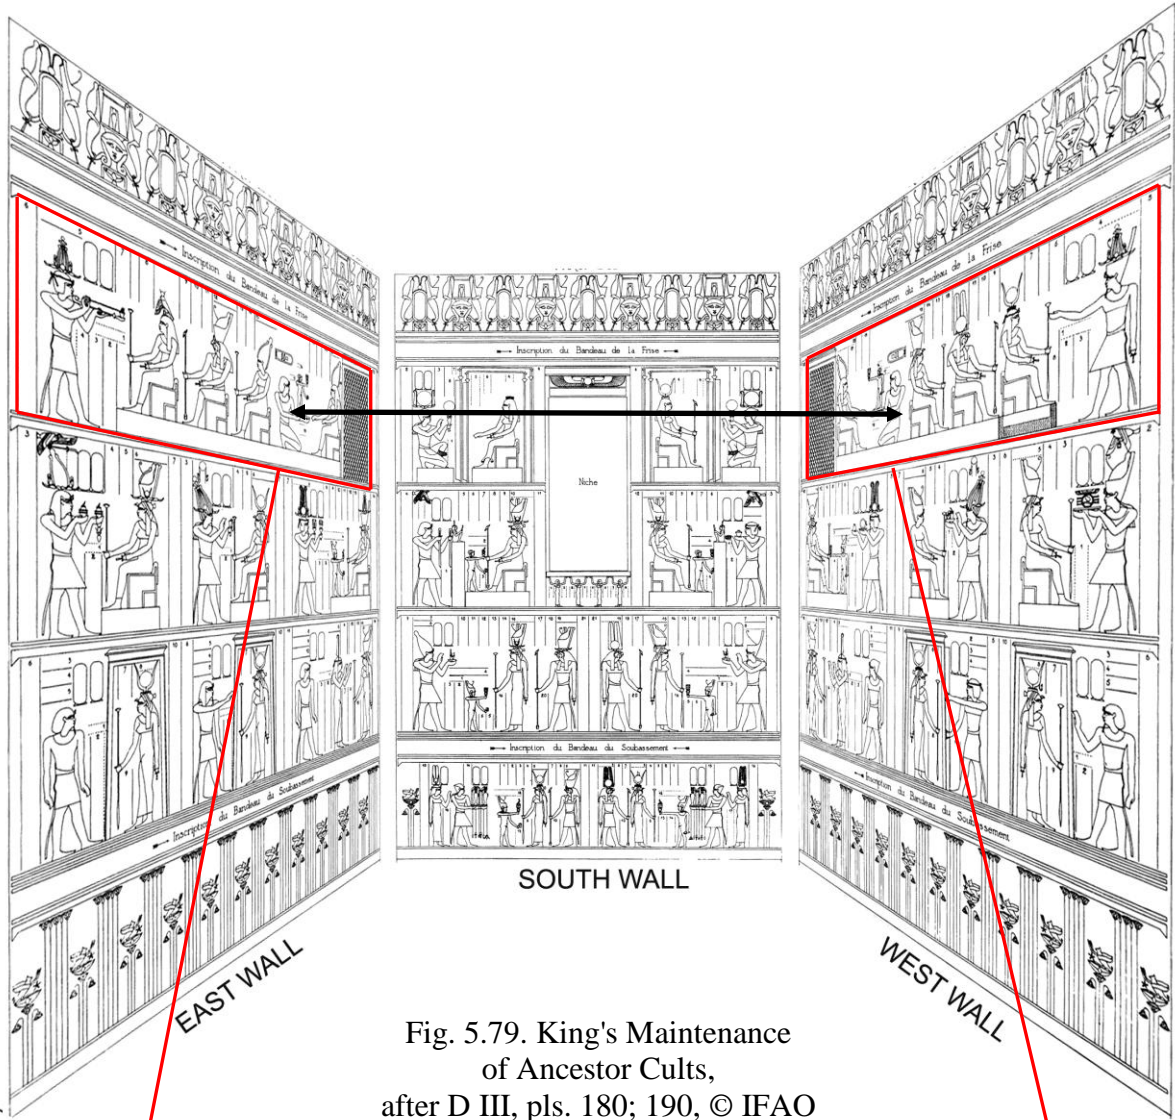 Inscription du Bandeau de la Frise
Inscription du Bandeau de la Frise
Inscription du Bandeau de la Frise
Niche
Inscription du Bandeau du Soubassement
Inscription du Bandeau du Soubassement
Inscription du Bandeau du Soubassement
SOUTH WALL
EAST WALL
WEST WALL
Fig. 5.79. King's Maintenance
of Ancestor Cults,
after D III, pls. 180; 190, © IFAO